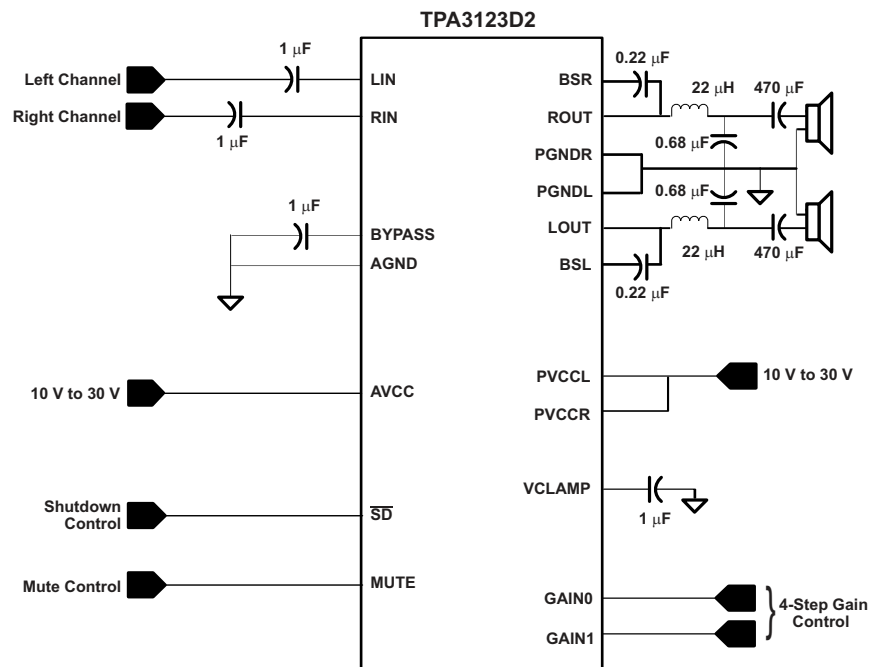 TPA3123D2
1 μF
Left Channel
LIN
Right Channel
RIN
1 μF
1 μF
BYPASS
AGND
10 V to 30 V
AVCC
Shutdown
Control
SD
Mute Control
MUTE
0.22 μF
BSR
22 μH
470 μF
ROUT
0.68 μF
PGNDR
PGNDL
0.68 μF
LOUT
22 μH
470 μF
BSL
0.22 μF
PVCCL
10 V to 30 V
PVCCR
VCLAMP
1 μF
GAIN0
4-Step Gain
Control
GAIN1